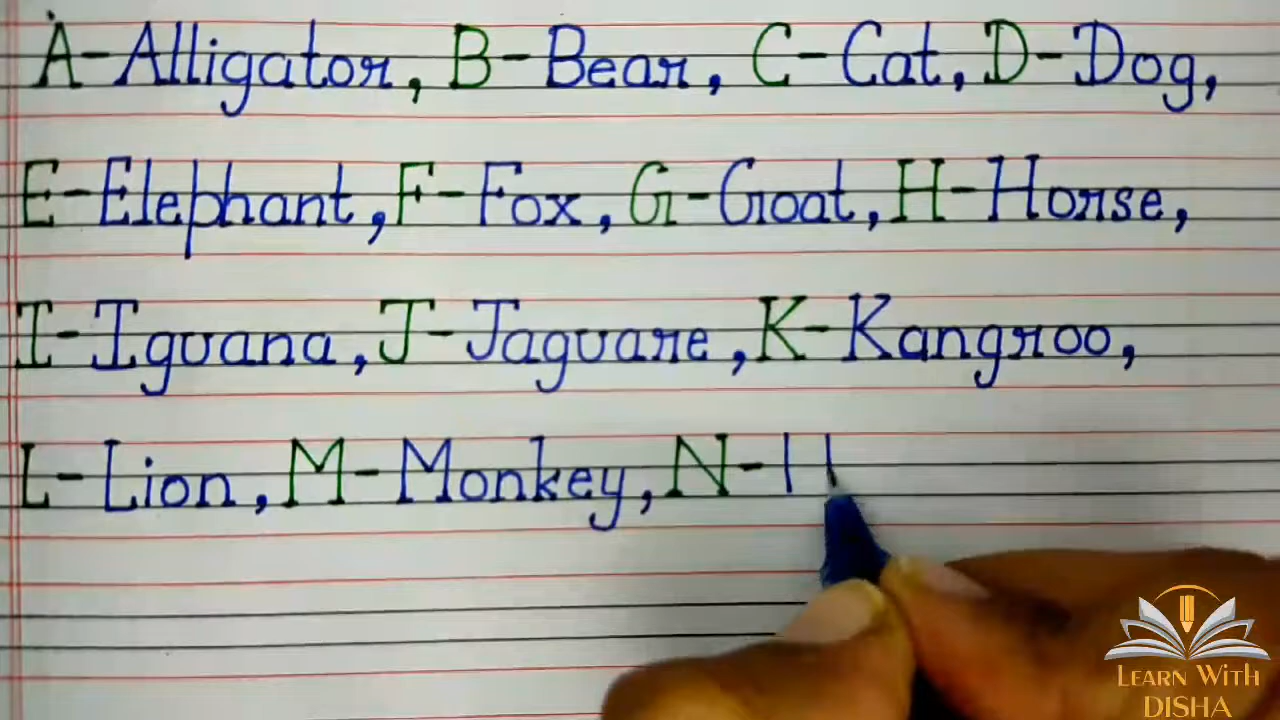 A-Alligator, B-Bear, C-Cat, D-Dog,
E-Elephant, F-Fox, G-Goat, H-Horse,
I-Iguana, J-Jaguare, K-Kangroo,
L-Lion, M-Monkey, N-
LEARN WITH
DISHA